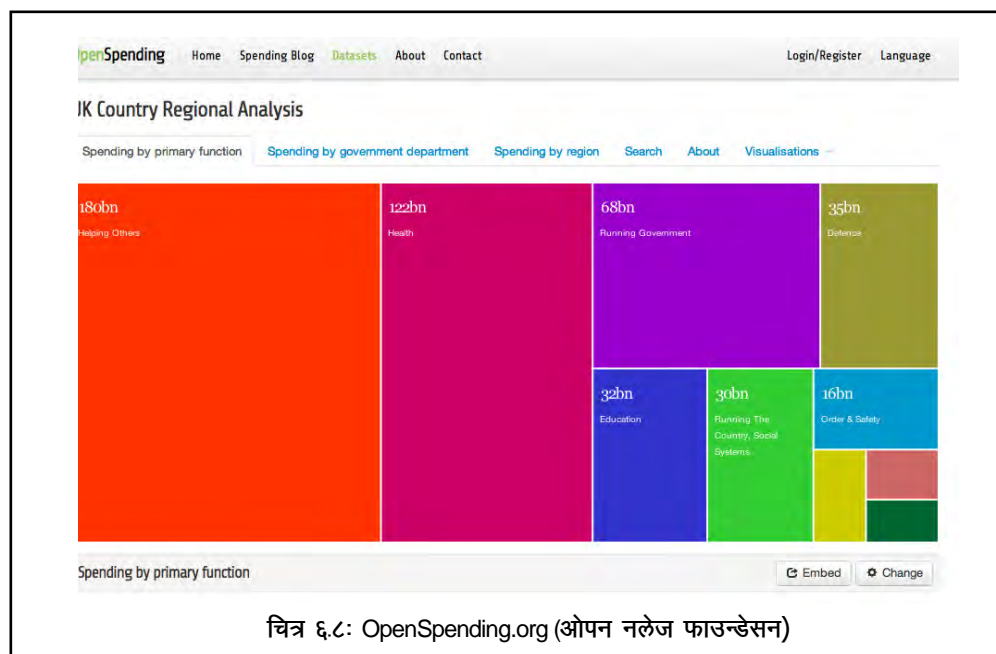 OpenSpending Home Spending Blog Datasets About Contact Login/Register Language
UK Country Regional Analysis
Spending by primary function Spending by government department Spending by region Search About Visualisations
180bn
Helping Others
122bn
Health
68bn
Running Government
35bn
Defense
32bn
Education
30bn
Running The
Country, Social
Systems
16bn
Order & Safety
Spending by primary function Embed Change
चित्र ६.८: OpenSpending.org (ओपन नलेज फाउन्डेसन)